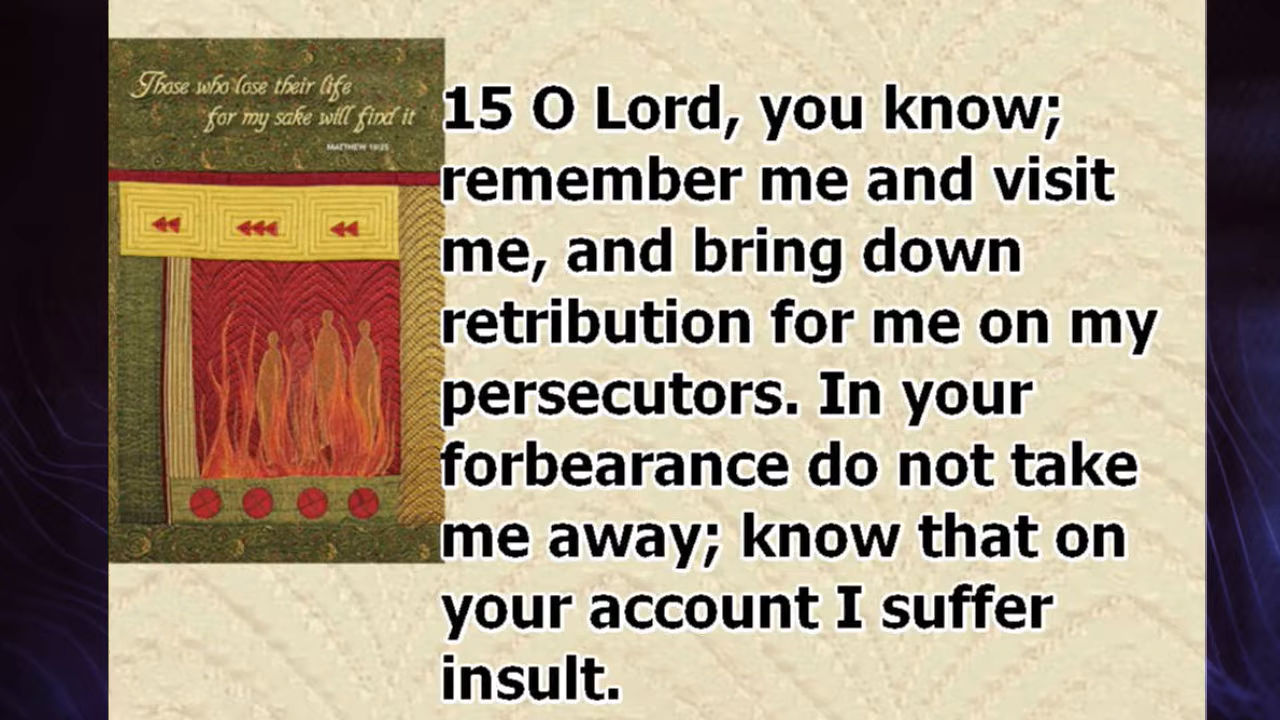 Those who lose their life
for my sake will find it
MATTHEW 16:25
15 O Lord, you know;
remember me and visit
me, and bring down
retribution for me on my
persecutors. In your
forbearance do not take
me away; know that on
your account I suffer
insult.